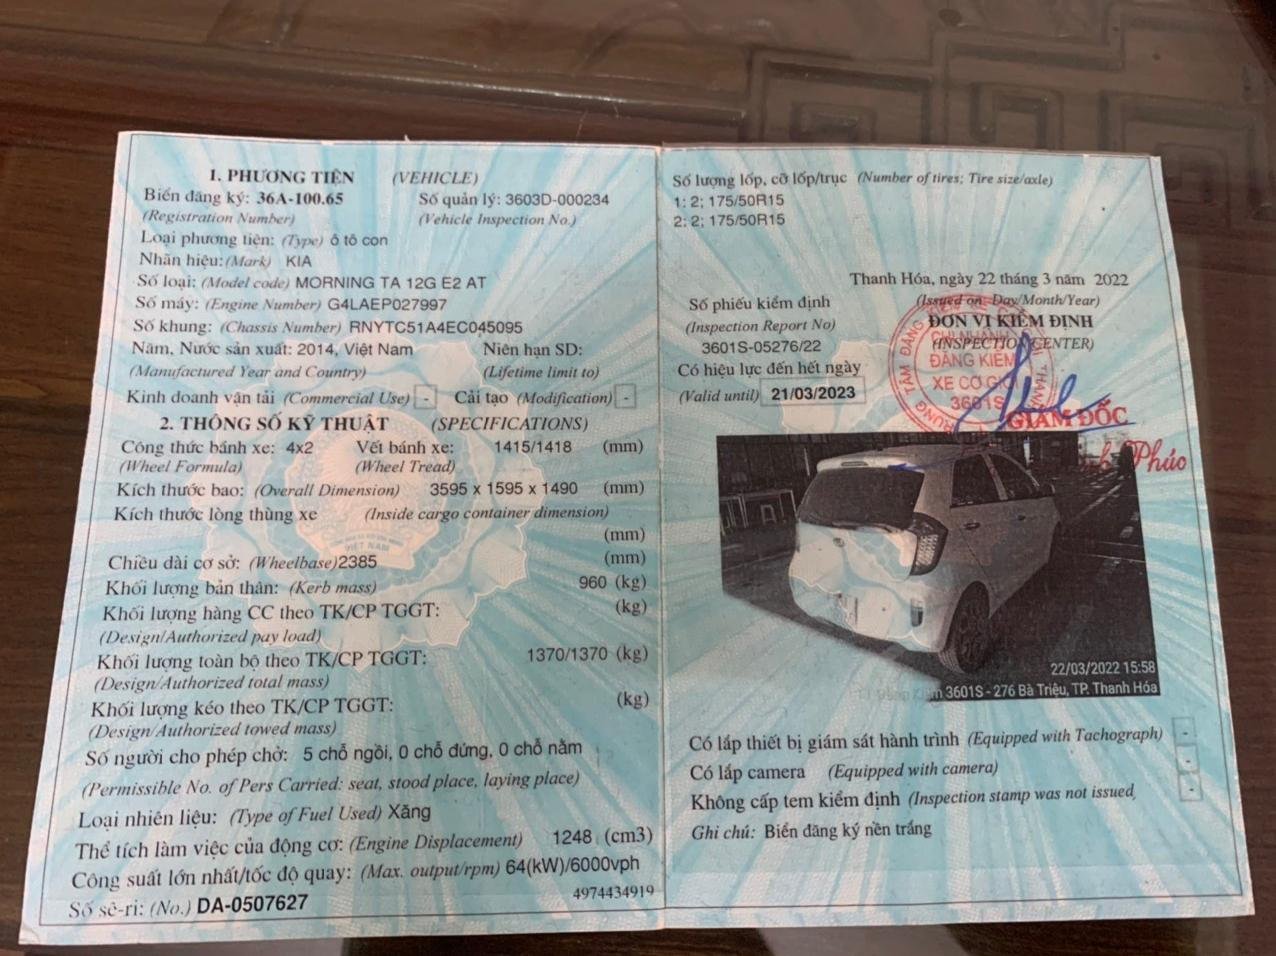 1. PHƯƠNG TIỆN (VEHICLE)
Biển đăng ký: 36A-100.65 Số quản lý: 3603D-000234
(Registration Number) (Vehicle Inspection No.)
Loại phương tiện: (Type) ô tô con
Nhãn hiệu: (Mark) KIA
Số loại: (Model code) MORNING TA 12G E2 AT
Số máy: (Engine Number) G4LAEP027997
Số khung: (Chassis Number) RNYTC51A4EC045095
Năm, Nước sản xuất: 2014, Việt Nam Niên hạn SD:
(Manufactured Year and Country) (Lifetime limit to)
Kinh doanh vận tải (Commercial Use) - Cải tạo (Modification) -
2. THÔNG SỐ KỸ THUẬT (SPECIFICATIONS)
Công thức bánh xe: 4x2 Vết bánh xe: 1415/1418 (mm)
(Wheel Formula) (Wheel Tread)
Kích thước bao: (Overall Dimension) 3595 x 1595 x 1490 (mm)
Kích thước lòng thùng xe (Inside cargo container dimension)
(mm)
Chiều dài cơ sở: (Wheelbase)2385 (mm)
Khối lượng bản thân: (Kerb mass) 960 (kg)
Khối lượng hàng CC theo TK/CP TGGT: (kg)
(Design/Authorized pay load)
Khối lượng toàn bộ theo TK/CP TGGT: 1370/1370 (kg)
(Design/Authorized total mass)
Khối lượng kéo theo TK/CP TGGT: (kg)
(Design/Authorized towed mass)
Số người cho phép chở: 5 chỗ ngồi, 0 chỗ đứng, 0 chỗ nằm
(Permissible No. of Pers Carried: seat, stood place, laying place)
Loại nhiên liệu: (Type of Fuel Used) Xăng
Thể tích làm việc của động cơ: (Engine Displacement) 1248 (cm3)
Công suất lớn nhất/tốc độ quay: (Max. output/rpm) 64(kW)/6000vph
4974434919
Số sê-ri: (No.) DA-0507627
VIỆT NAM
Số lượng lốp, cỡ lốp/trục (Number of tires; Tire size/axle)
1: 2; 175/50R15
2: 2; 175/50R15
Thanh Hóa, ngày 22 tháng 3 năm 2022
(Issued on: Day/Month/Year)
Số phiếu kiểm định
(Inspection Report No)
3601S-05276/22
ĐƠN VỊ KIỂM ĐỊNH
(INSPECTION CENTER)
Có hiệu lực đến hết ngày
(Valid until) 21/03/2023
ĐĂNG KIỂM
XE CƠ GIỚI
3601S
GIÁM ĐỐC
Phúc
22/03/2022 15:58
3601S - 276 Bà Triệu, TP. Thanh Hóa
Có lắp thiết bị giám sát hành trình (Equipped with Tachograph) -
Có lắp camera (Equipped with camera) -
Không cấp tem kiểm định (Inspection stamp was not issued -
Ghi chú: Biển đăng ký nền trắng